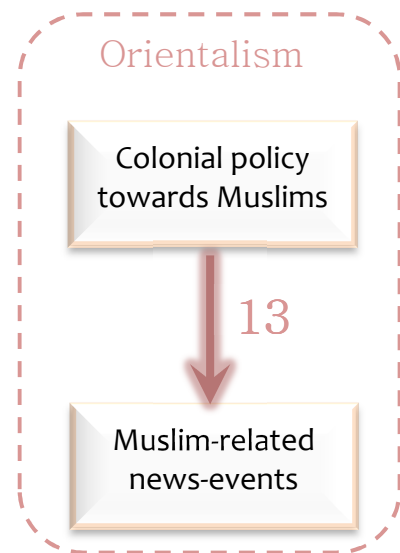 Orientalism
Colonial policy
towards Muslims
13
Muslim-related
news-events